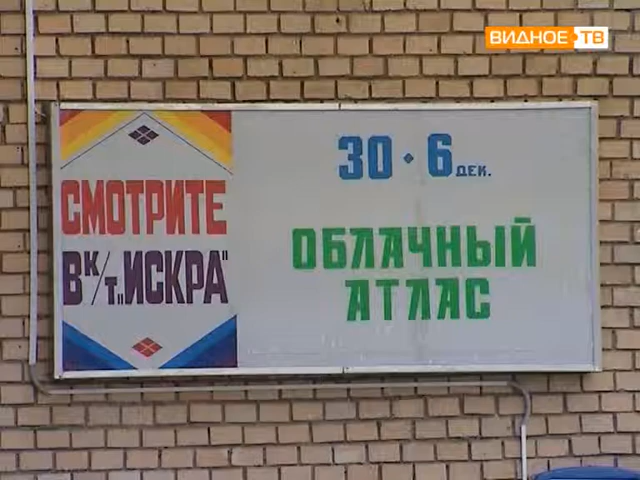 ВИДНОЕ ТВ
СМОТРИТЕ
В К/Т „ИСКРА"
30 • 6 ДЕК.
ОБЛАЧНЫЙ
АТЛАС